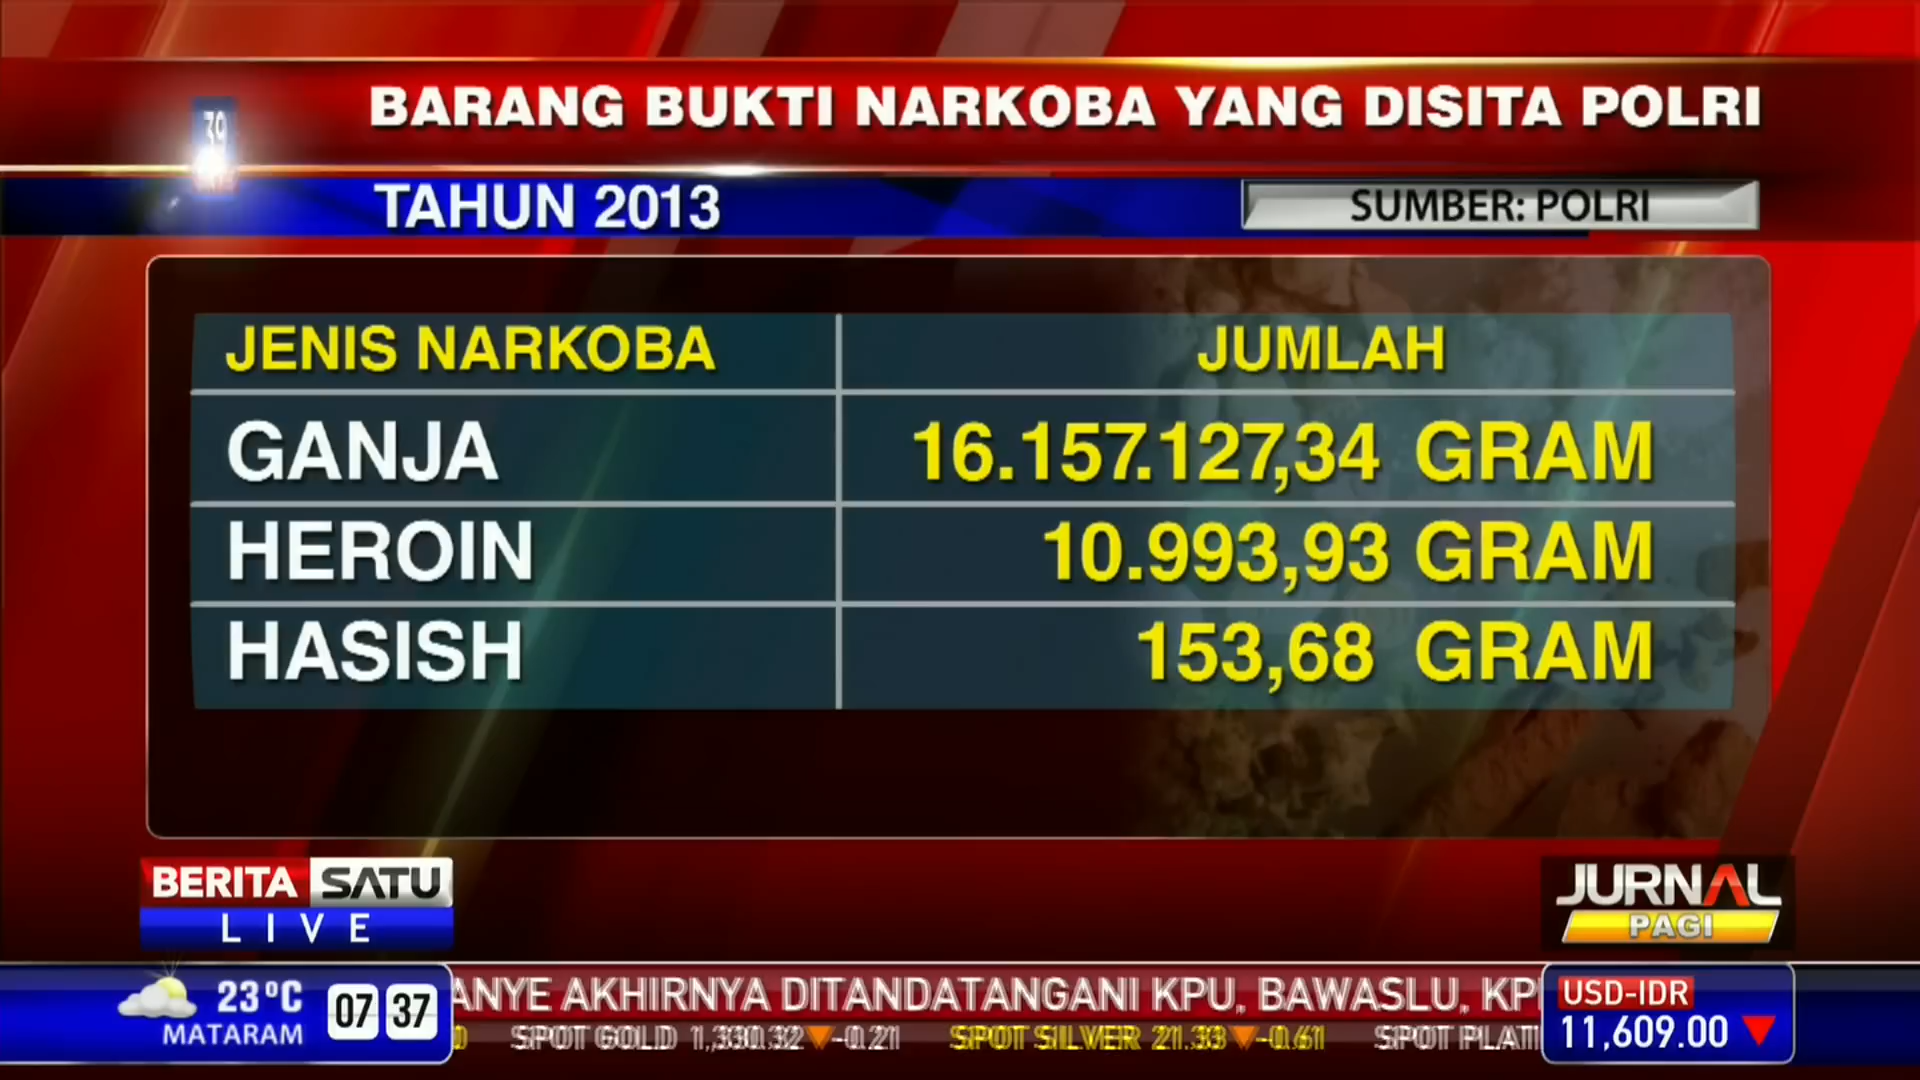 BARANG BUKTI NARKOBA YANG DISITA POLRI
39
TAHUN 2013
SUMBER: POLRI
JENIS NARKOBA JUMLAH
GANJA 16.157.127,34 GRAM
HEROIN 10.993,93 GRAM
HASISH 153,68 GRAM
BERITA SATU
LIVE
JURNAL
PAGI
23°C
MATARAM
07 37
ANYE AKHIRNYA DITANDATANGANI KPU, BAWASLU, KP
0 SPOT GOLD 1,330.32 ▼-0.21 SPOT SILVER 21.33 ▼-0.61 SPOT PLATI
USD-IDR
11,609.00 ▼